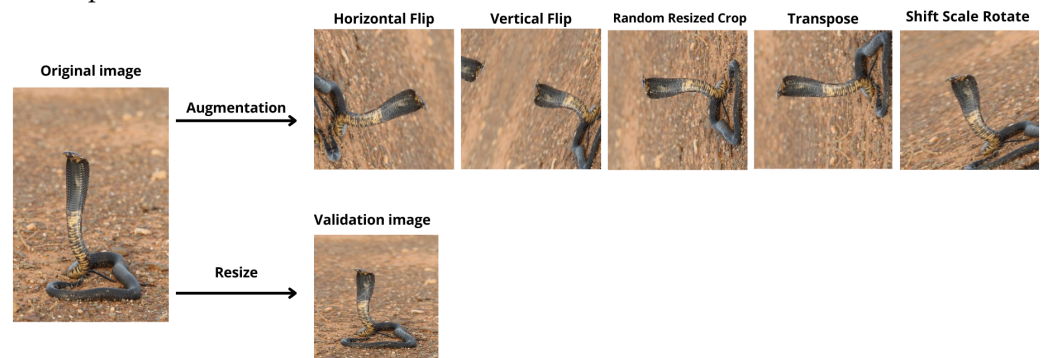 Horizontal Flip
Vertical Flip
Random Resized Crop
Transpose
Shift Scale Rotate
Original image
Augmentation
Validation image
Resize